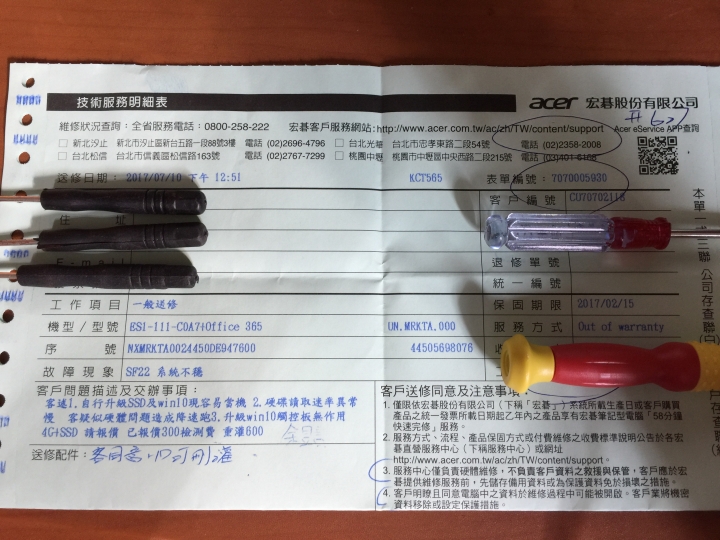 技術服務明細表
acer 宏碁股份有限公司
維修狀況查詢：全省服務電話：0800-258-222 宏碁客戶服務網站：http://www.acer.com.tw/ac/zh/TW/content/support Acer eService APP查詢
□ 新北汐止 新北市汐止區新台五路一段88號3樓 電話 (02)2696-4796 □ 台北光華 台北市忠孝東路二段54號 電話 (02)2358-2008
□ 台北松信 台北市信義區松信路163號 電話 (02)2767-7299 □ 桃園中壢 桃園市中壢區中央西路二段215號
送修日期：2017/07/10 下午 12:51 KCT565 表單編號：7070005930
客戶編號 CU70702118
退修單號
統一編號
工作項目 一般送修 保固期限 2017/02/15
機型/型號 ES1-111-C0A7+Office 365 UN.MRKTA.000 服務方式 Out of warranty
序號 NXMRKTA0024450DE947600 44505698076
故障現象 SF22 系統不穩
客戶問題描述及交辦事項：
客述1.自行升級SSD及win10現容易當機 2.硬碟讀取速率異常
慢 客疑似硬體問題造成降速跑3.升級win10觸控板無作用
4G+SSD 請報價 已報價300檢測費 重灌600
送修配件：
客戶送修同意及注意事項：
1. 僅限依宏碁股份有限公司（下稱「宏碁」）系統所載生產日或客戶購買
產品之統一發票所載日期起乙年內之產品享有宏碁筆記型電腦「58分鐘
快速完修」服務。
2. 服務方式、流程、產品保固方式或付費維修之收費標準說明公告於各宏
碁直營服務中心（下稱服務中心）或網站
http://www.acer.com.tw/ac/zh/TW/content/support。
3. 服務中心僅負責硬體維修，不負責客戶資料之救援與保管，客戶應於宏
碁提供維修服務前，先儲存備用資料或為保護資料免於損壞之措施。
4. 客戶明瞭且同意電腦中之資料於維修過程中可能被開啟。客戶業將機密
資料移除或設定保護措施。